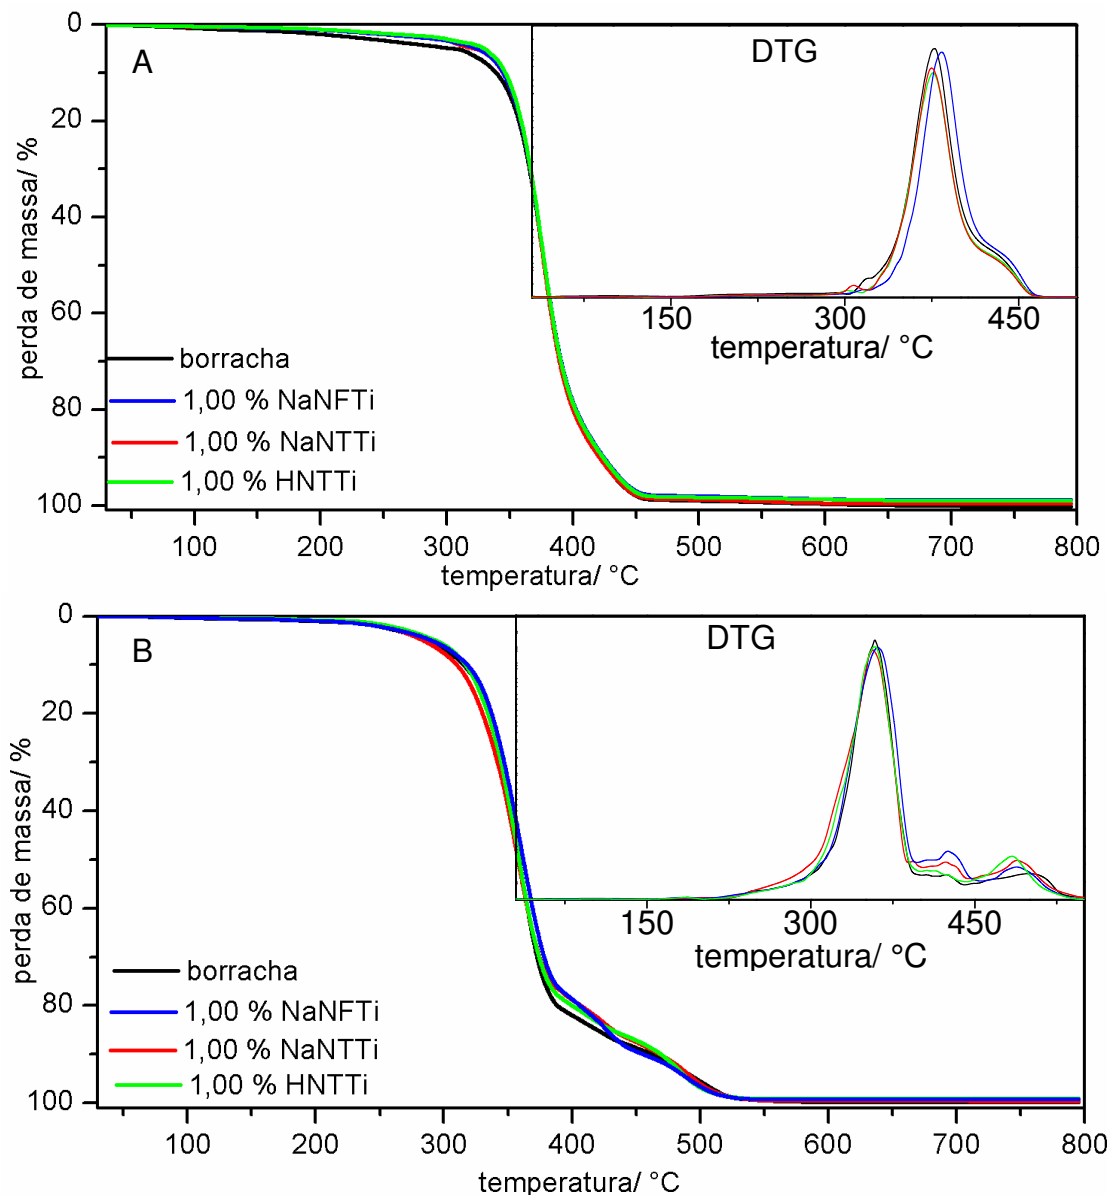 A
DTG
perda de massa/ %
0
20
40
60
80
100
150
300
450
temperatura/ °C
borracha
1,00 % NaNFTi
1,00 % NaNTTi
1,00 % HNTTi
100
200
300
400
500
600
700
800
temperatura/ °C
B
DTG
perda de massa/ %
0
20
40
60
80
100
150
300
450
temperatura/ °C
borracha
1,00 % NaNFTi
1,00 % NaNTTi
1,00 % HNTTi
100
200
300
400
500
600
700
800
temperatura/ °C